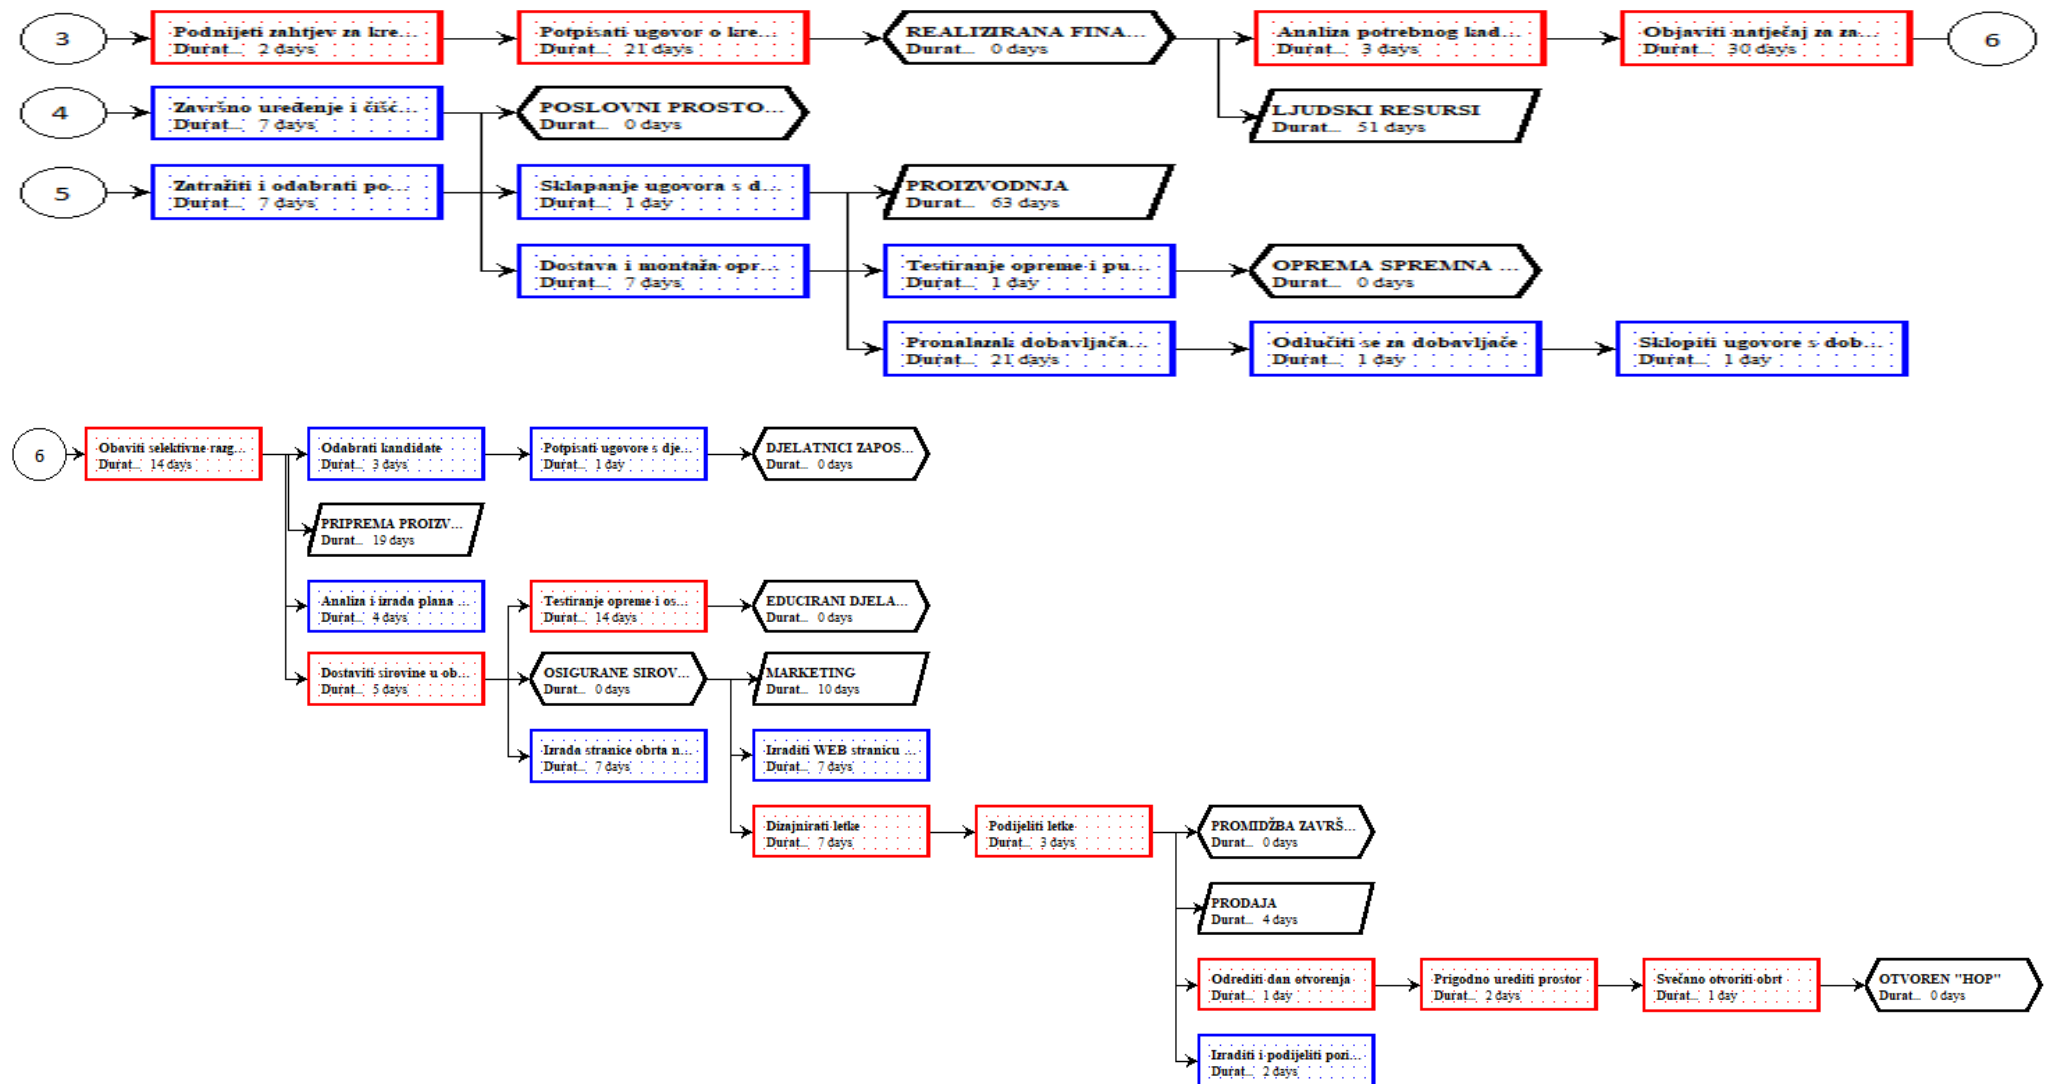 3
Podnijeti zahtjev za kre...
Durat... 2 days
Potpisati ugovor o kre...
Durat... 21 days
REALIZIRANA FINA...
Durat... 0 days
Analiza potrebnog kad...
Durat... 3 days
Objaviti natječaj za za...
Durat... 30 days
6
4
Završno uređenje i čišć...
Durat... 7 days
POSLOVNI PROSTO...
Durat... 0 days
LJUDSKI RESURSI
Durat... 51 days
5
Zatražiti i odabrati po...
Durat... 7 days
Sklapanje ugovora s d...
Durat... 1 day
PROIZVODNJA
Durat... 63 days
Dostava i montaža opr...
Durat... 7 days
Testiranje opreme i pu...
Durat... 1 day
OPREMA SPREMNA ...
Durat... 0 days
Pronalazak dobavljača...
Durat... 21 days
Odlučiti se za dobavljače
Durat... 1 day
Sklopiti ugovore s dob...
Durat... 1 day
6
Obaviti selektivne razg...
Durat... 14 days
Odabrati kandidate
Durat... 3 days
Potpisati ugovore s dje...
Durat... 1 day
DJELATNICI ZAPOS...
Durat... 0 days
PRIPREMA PROIZV...
Durat... 19 days
Analiza i izrada plana ...
Durat... 4 days
Testiranje opreme i os...
Durat... 14 days
EDUCIRANI DJELA...
Durat... 0 days
Dostaviti sirovine u ob...
Durat... 5 days
OSIGURANE SIROV...
Durat... 0 days
MARKETING
Durat... 10 days
Izrada stranice obrta n...
Durat... 7 days
Izraditi WEB stranicu ...
Durat... 7 days
Dizajnirati letke
Durat... 7 days
Podijeliti letke
Durat... 3 days
PROMIDŽBA ZAVRŠ...
Durat... 0 days
PRODAJA
Durat... 4 days
Odrediti dan otvorenja
Durat... 1 day
Prigodno urediti prostor
Durat... 2 days
Svečano otvoriti obrt
Durat... 1 day
OTVOREN "HOP"
Durat... 0 days
Izraditi i podijeliti pozi...
Durat... 2 days